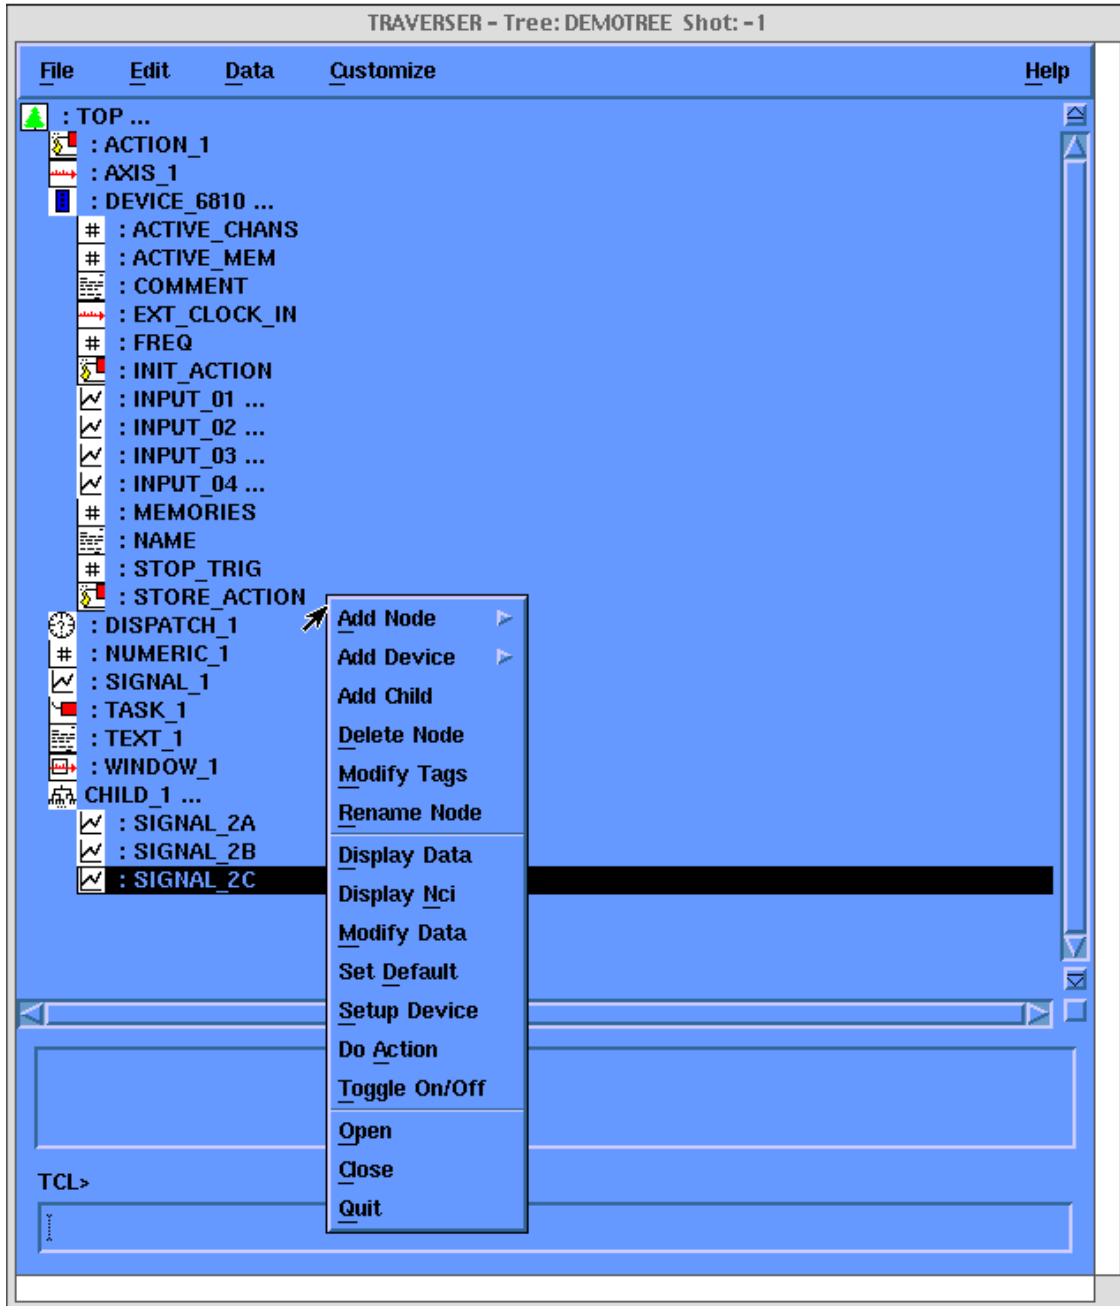 TRAVERSER - Tree: DEMOTREE Shot: -1
File Edit Data Customize Help
: TOP ...
: ACTION_1
: AXIS_1
: DEVICE_6810 ...
# : ACTIVE_CHANS
# : ACTIVE_MEM
: COMMENT
: EXT_CLOCK_IN
# : FREQ
: INIT_ACTION
: INPUT_01 ...
: INPUT_02 ...
: INPUT_03 ...
: INPUT_04 ...
# : MEMORIES
: NAME
# : STOP_TRIG
: STORE_ACTION
: DISPATCH_1
# : NUMERIC_1
: SIGNAL_1
: TASK_1
: TEXT_1
: WINDOW_1
CHILD_1 ...
: SIGNAL_2A
: SIGNAL_2B
: SIGNAL_2C
Add Node
Add Device
Add Child
Delete Node
Modify Tags
Rename Node
Display Data
Display Nci
Modify Data
Set Default
Setup Device
Do Action
Toggle On/Off
Open
Close
Quit
TCL>